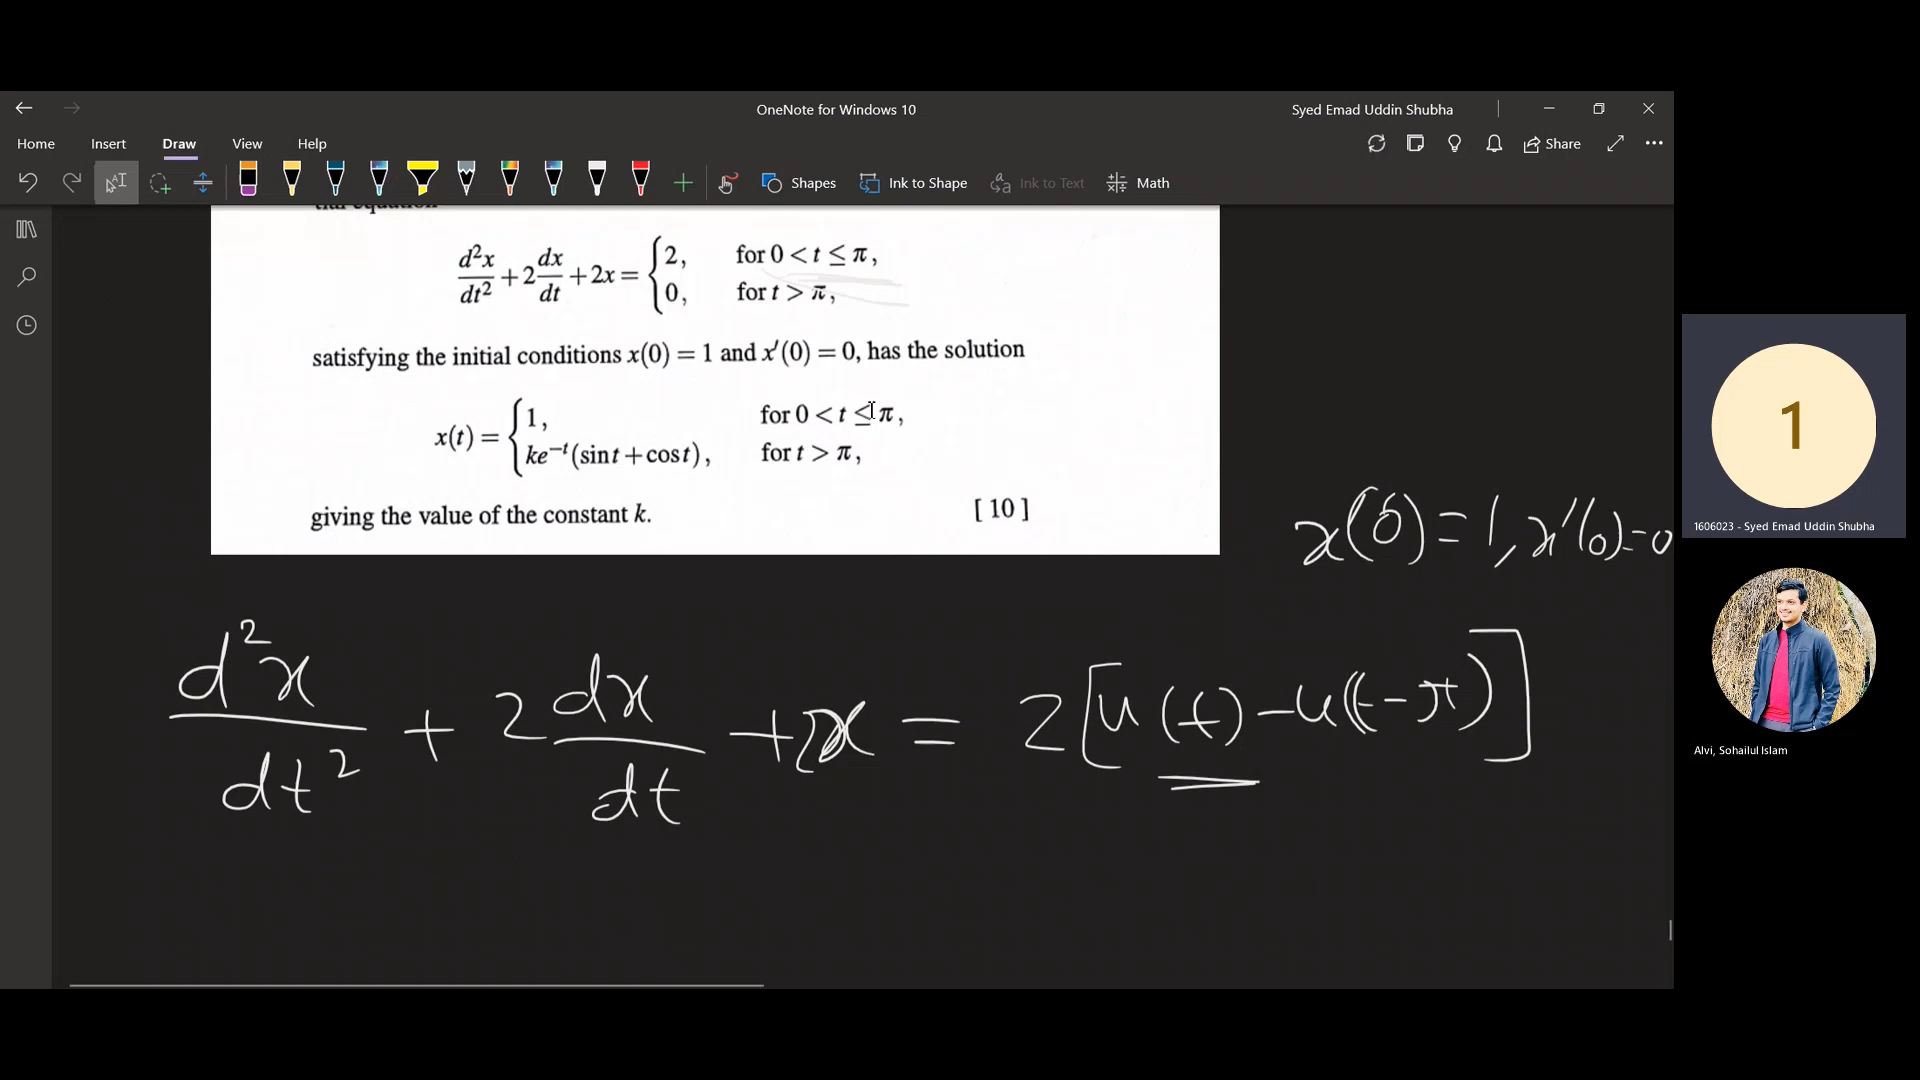 OneNote for Windows 10
Syed Emad Uddin Shubha
Home Insert Draw View Help
Share
Shapes Ink to Shape Ink to Text Math
tial equation
d²x/dt² + 2 dx/dt + 2x = { 2, for 0 < t ≤ π,
0, for t > π,
satisfying the initial conditions x(0) = 1 and x′(0) = 0, has the solution
x(t) = { 1, for 0 < t ≤ π,
ke⁻ᵗ(sin t + cos t), for t > π,
giving the value of the constant k. [ 10 ]
x(0) = 1, x'(0) = 0
d²x/dt² + 2 dx/dt + 2x = 2[u(t) - u(t - π)]
1
1606023 - Syed Emad Uddin Shubha
Alvi, Sohailul Islam